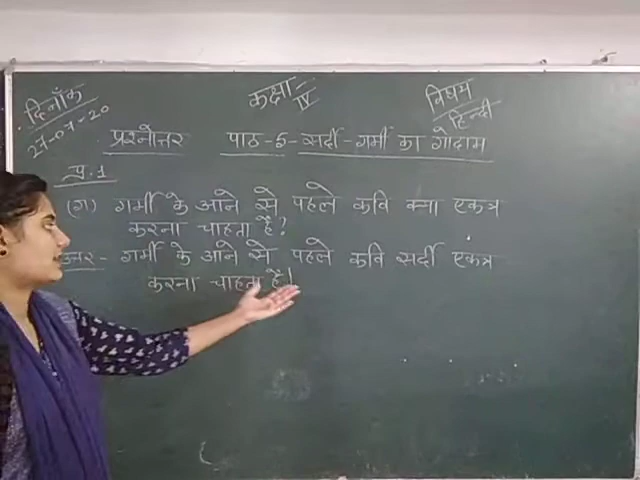 दिनाँक
27-07-20
कक्षा- IV
विषय
हिन्दी
प्रश्नोत्तर पाठ-5-सर्दी-गर्मी का गोदाम
प्र.1
(ग) गर्मी के आने से पहले कवि क्या एकत्र
करना चाहता है?
उत्तर- गर्मी के आने से पहले कवि सर्दी एकत्र
करना चाहता है।